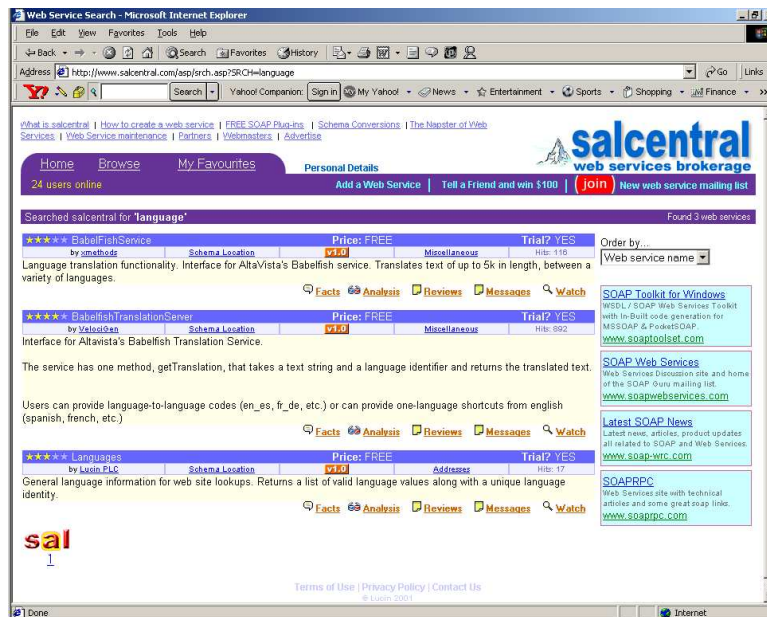 Web Service Search - Microsoft Internet Explorer
File Edit View Favorites Tools Help
Back Search Favorites History
Address http://www.salcentral.com/asp/srch.asp?SRCH=language Go Links
Y? Search Yahoo! Companion: Sign in My Yahoo! News Entertainment Sports Shopping Finance
What is salcentral | How to create a web service | FREE SOAP Plug-ins | Schema Conversions | The Napster of Web
Services | Web Service maintenance | Partners | Webmasters | Advertise
salcentral
web services brokerage
Home Browse My Favourites Personal Details
24 users online Add a Web Service | Tell a Friend and win $100 | (join) New web service mailing list
Searched salcentral for 'language' Found 3 web services
BabelFishService Price: FREE Trial? YES
by xmethods Schema Location v1.0 Miscellaneous Hits: 116
Language translation functionality. Interface for AltaVista's Babelfish service. Translates text of up to 5k in length, between a
variety of languages.
Facts Analysis Reviews Messages Watch
BabelfishTranslationServer Price: FREE Trial? YES
by VelociGen Schema Location v1.0 Miscellaneous Hits: 892
Interface for Altavista's Babelfish Translation Service.
The service has one method, getTranslation, that takes a text string and a language identifier and returns the translated text.
Users can provide language-to-language codes (en_es, fr_de, etc.) or can provide one-language shortcuts from english
(spanish, french, etc.)
Facts Analysis Reviews Messages Watch
Languages Price: FREE Trial? YES
by Lucin PLC Schema Location v1.0 Addresses Hits: 17
General language information for web site lookups. Returns a list of valid language values along with a unique language
identity.
Facts Analysis Reviews Messages Watch
sal
1
Order by...
Web service name
SOAP Toolkit for Windows
WSDL / SOAP Web Services Toolkit
with In-Built code generation for
MSSOAP & PocketSOAP.
www.soaptoolset.com
SOAP Web Services
Web Services Discussion site and home
of the SOAP Guru mailing list.
www.soapwebservices.com
Latest SOAP News
Latest news, articles, product updates
all related to SOAP and Web Services.
www.soap-wrc.com
SOAPRPC
Web Services site with technical
articles and some great soap links.
www.soaprpc.com
Terms of Use | Privacy Policy | Contact Us
© Lucin 2001
Done Internet